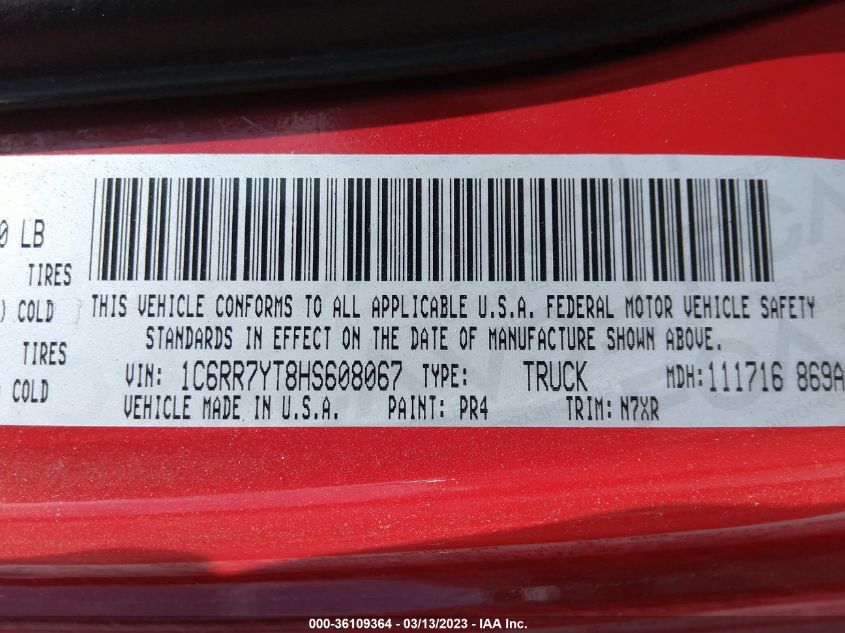 0 LB
TIRES
) COLD
TIRES
COLD
THIS VEHICLE CONFORMS TO ALL APPLICABLE U.S.A. FEDERAL MOTOR VEHICLE SAFETY
STANDARDS IN EFFECT ON THE DATE OF MANUFACTURE SHOWN ABOVE.
VIN: 1C6RR7YT8HS608067 TYPE: TRUCK MDH:111716 869A
VEHICLE MADE IN U.S.A. PAINT: PR4 TRIM: N7XR
000-36109364 / 03/13/2023 - IAA Inc.